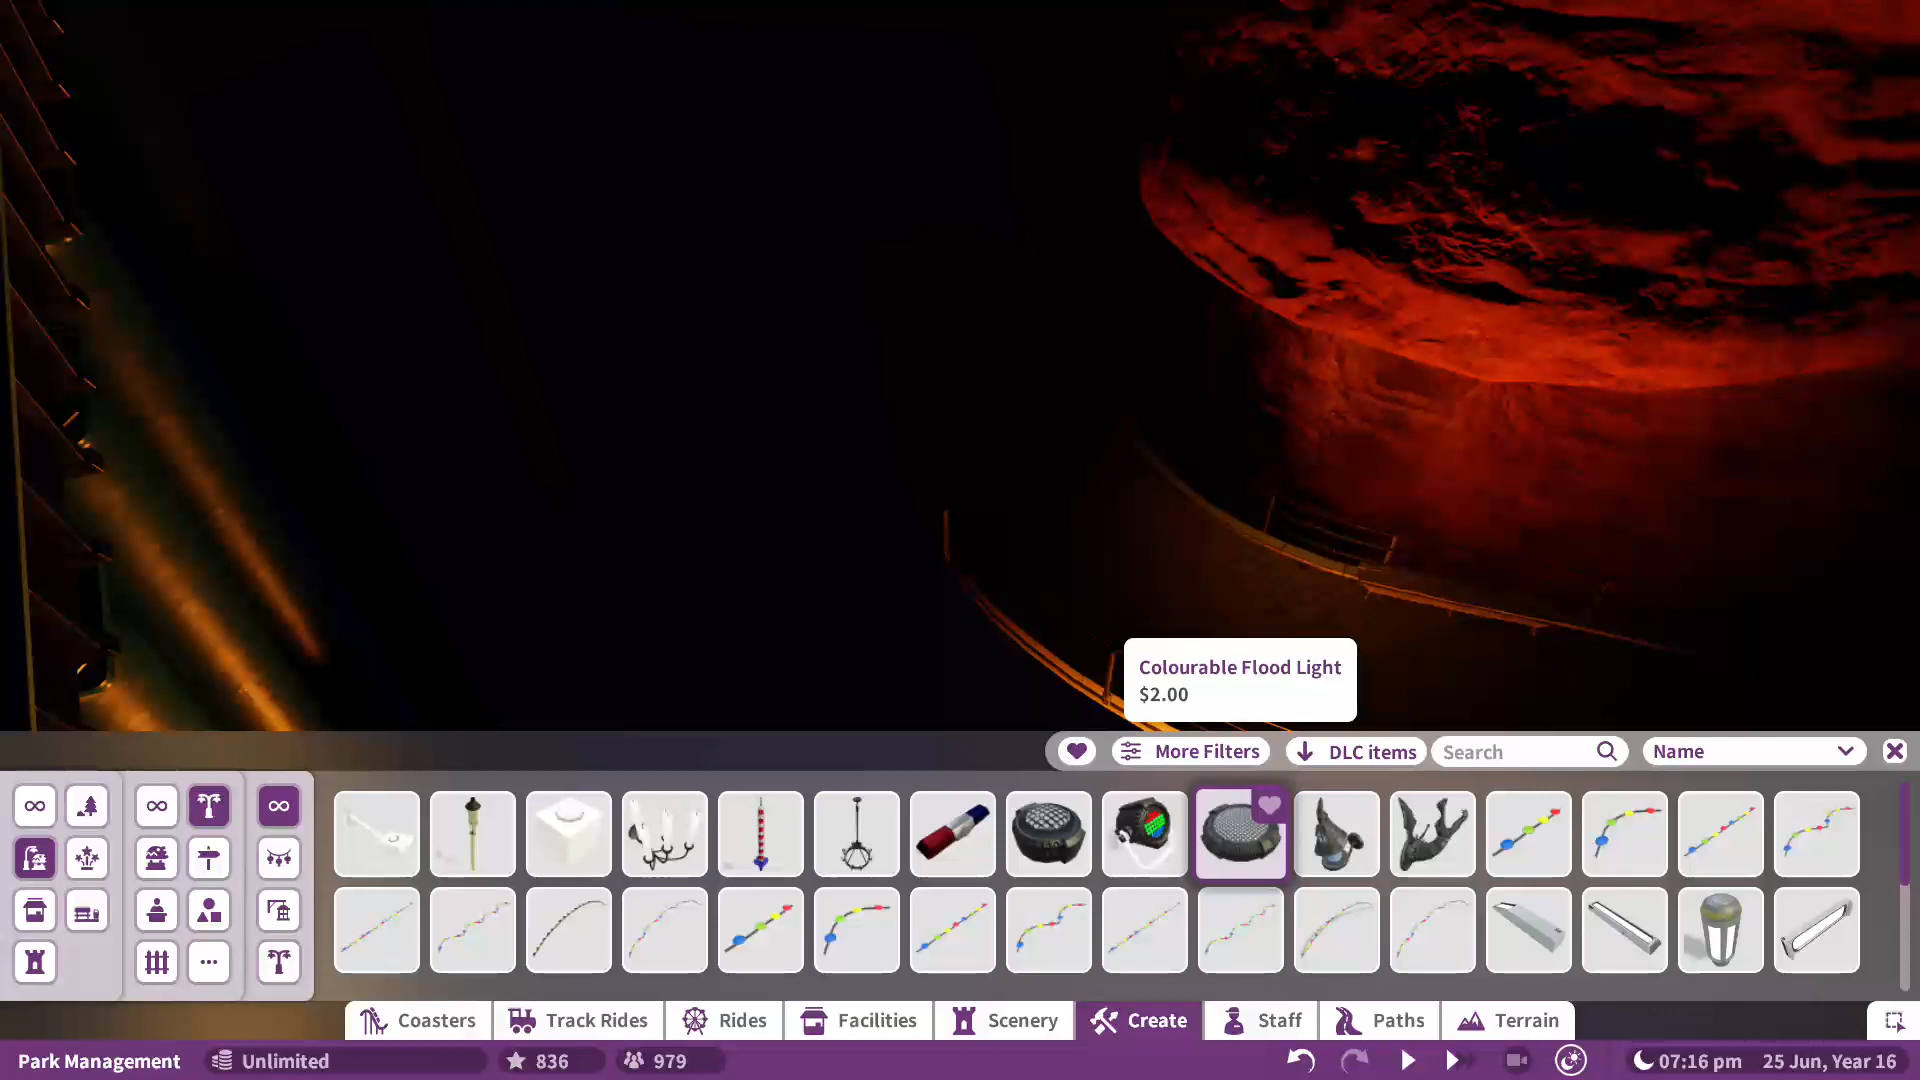 Colourable Flood Light
$2.00
More Filters
DLC items
Search
Name
Coasters
Track Rides
Rides
Facilities
Scenery
Create
Staff
Paths
Terrain
Park Management
Unlimited
836
979
07:16 pm
25 Jun, Year 16